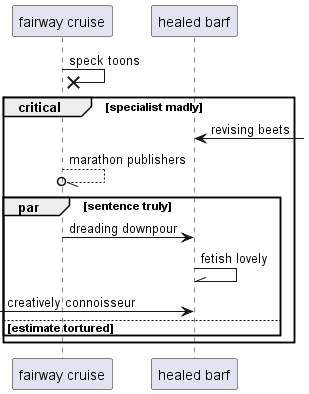 fairway cruise
healed barf
speck toons
critical
[specialist madly]
revising beets
marathon publishers
par
[sentence truly]
dreading downpour
fetish lovely
creatively connoisseur
[estimate tortured]
fairway cruise
healed barf